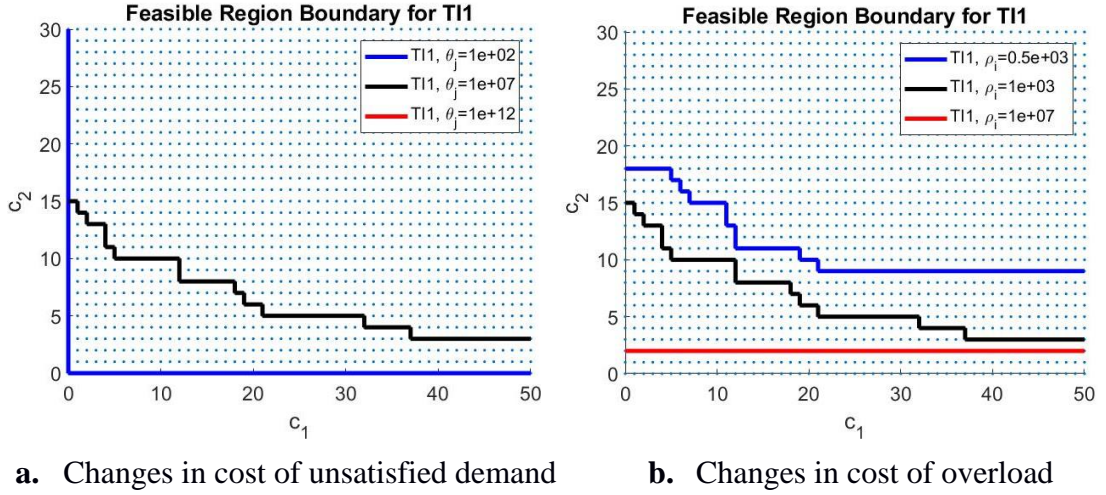 Feasible Region Boundary for TI1
30
25
20
15
10
5
0
c₂
TI1, θⱼ=1e+02
TI1, θⱼ=1e+07
TI1, θⱼ=1e+12
0 10 20 30 40 50
c₁
a. Changes in cost of unsatisfied demand
Feasible Region Boundary for TI1
30
25
20
15
10
5
0
c₂
TI1, ρᵢ=0.5e+03
TI1, ρᵢ=1e+03
TI1, ρᵢ=1e+07
0 10 20 30 40 50
c₁
b. Changes in cost of overload